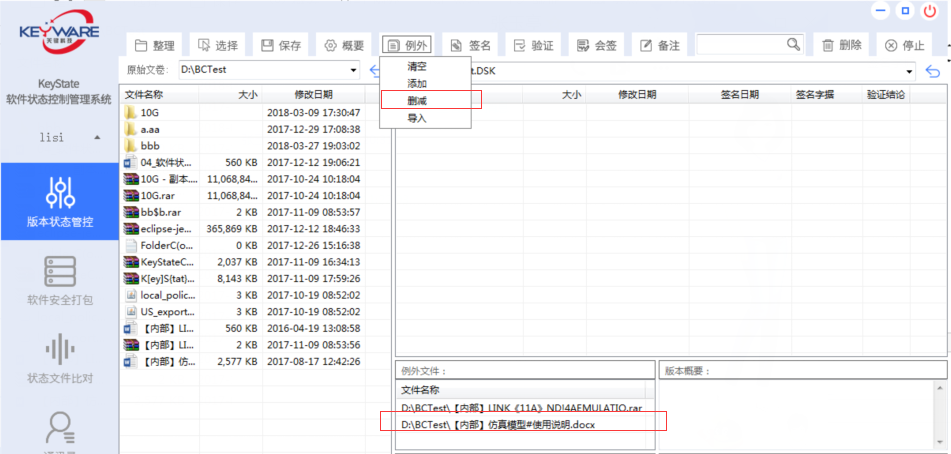 KEYWARE
天键科技
KeyState
软件状态控制管理系统
lisi
版本状态管控
软件安全打包
状态文件比对
整理 选择 保存 概要 例外 签名 验证 会签 备注 删除 停止
原始文卷： D:\BCTest
t.DSK
清空
添加
删减
导入
文件名称 大小 修改日期
10G 2018-03-09 17:30:47
a.aa 2017-12-29 17:08:38
bbb 2018-03-27 19:03:02
04_软件状... 560 KB 2017-12-12 19:06:21
10G - 副本.... 11,068,84... 2017-10-24 10:18:04
10G.rar 11,068,84... 2017-10-24 10:18:04
bb$b.rar 2 KB 2017-11-09 08:53:57
eclipse-je... 365,869 KB 2017-12-12 18:46:33
FolderC(o... 0 KB 2017-12-26 15:16:38
KeyStateC... 2,037 KB 2017-11-09 16:34:13
K[ey]S(tat)... 8,143 KB 2017-11-09 17:59:26
local_polic... 3 KB 2017-10-19 08:52:02
US_export... 3 KB 2017-10-19 08:52:02
【内部】LI... 560 KB 2016-04-19 13:08:58
【内部】LI... 2 KB 2017-11-09 08:53:56
【内部】仿... 2,577 KB 2017-08-17 12:42:26
大小 修改日期 签名日期 签名字据 验证结论
例外文件：
文件名称
D:\BCTest\【内部】LINK《11A》ND!4AEMULATIO.rar
D:\BCTest\【内部】仿真模型#使用说明.docx
版本概要：